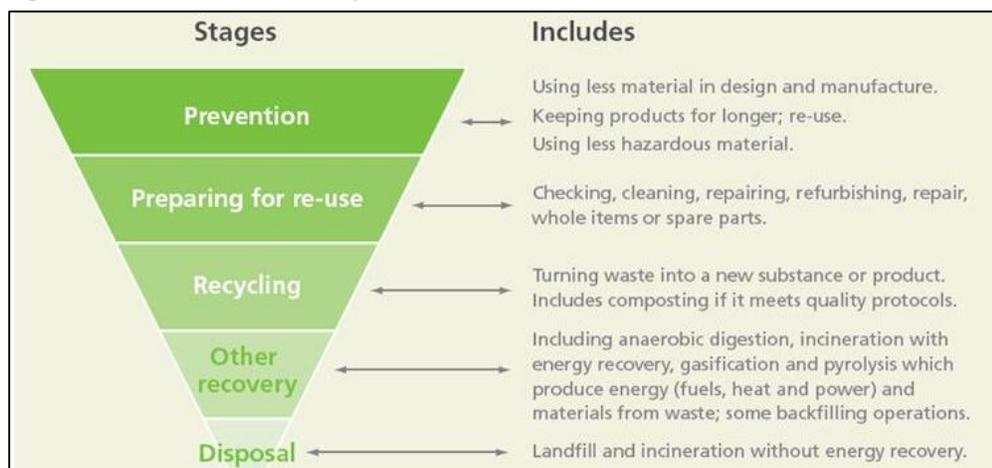 Stages
Includes
Prevention
Using less material in design and manufacture.
Keeping products for longer; re-use.
Using less hazardous material.
Preparing for re-use
Checking, cleaning, repairing, refurbishing, repair,
whole items or spare parts.
Recycling
Turning waste into a new substance or product.
Includes composting if it meets quality protocols.
Other
recovery
Including anaerobic digestion, incineration with
energy recovery, gasification and pyrolysis which
produce energy (fuels, heat and power) and
materials from waste; some backfilling operations.
Disposal
Landfill and incineration without energy recovery.